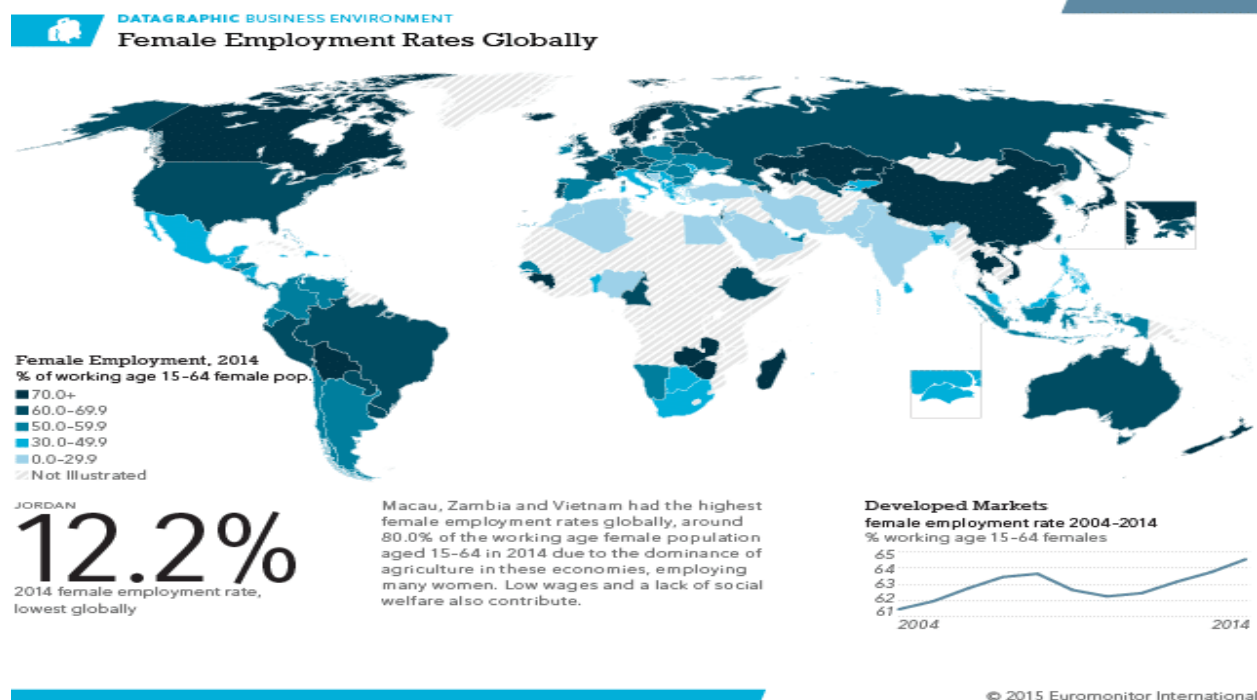 DATAGRAPHIC BUSINESS ENVIRONMENT
Female Employment Rates Globally
Female Employment, 2014
% of working age 15-64 female pop.
70.0+
60.0-69.9
50.0-59.9
30.0-49.9
0.0-29.9
Not Illustrated
JORDAN
12.2%
2014 female employment rate,
lowest globally
Macau, Zambia and Vietnam had the highest
female employment rates globally, around
80.0% of the working age female population
aged 15-64 in 2014 due to the dominance of
agriculture in these economies, employing
many women. Low wages and a lack of social
welfare also contribute.
Developed Markets
female employment rate 2004-2014
% working age 15-64 females
65
64
63
62
61
2004 2014
© 2015 Euromonitor International